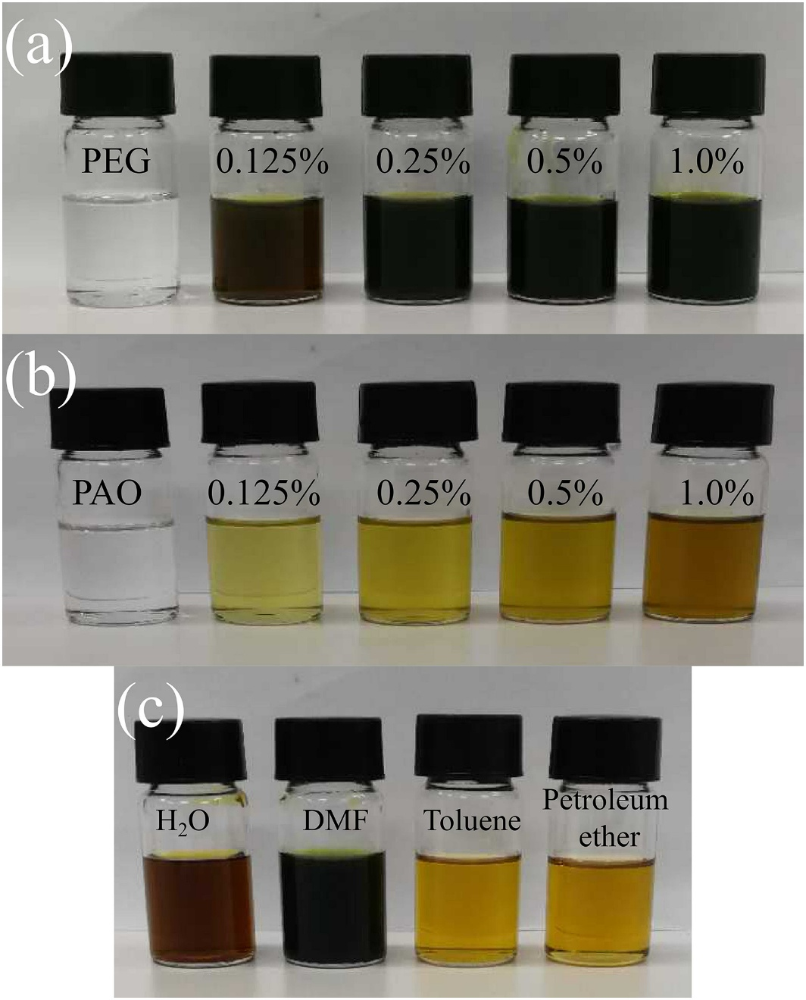 (a)
PEG 0.125% 0.25% 0.5% 1.0%
(b)
PAO 0.125% 0.25% 0.5% 1.0%
(c)
H₂O DMF Toluene Petroleum
ether